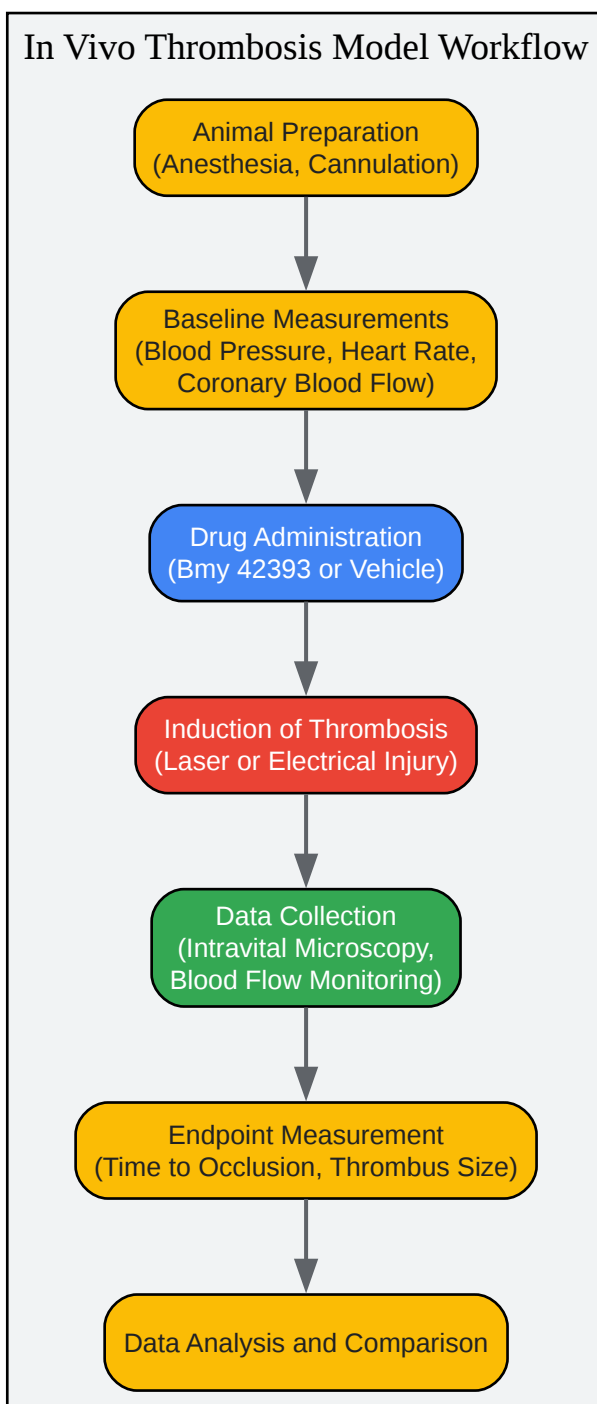 In Vivo Thrombosis Model Workflow
Animal Preparation
(Anesthesia, Cannulation)
Baseline Measurements
(Blood Pressure, Heart Rate,
Coronary Blood Flow)
Drug Administration
(Bmy 42393 or Vehicle)
Induction of Thrombosis
(Laser or Electrical Injury)
Data Collection
(Intravital Microscopy,
Blood Flow Monitoring)
Endpoint Measurement
(Time to Occlusion, Thrombus Size)
Data Analysis and Comparison